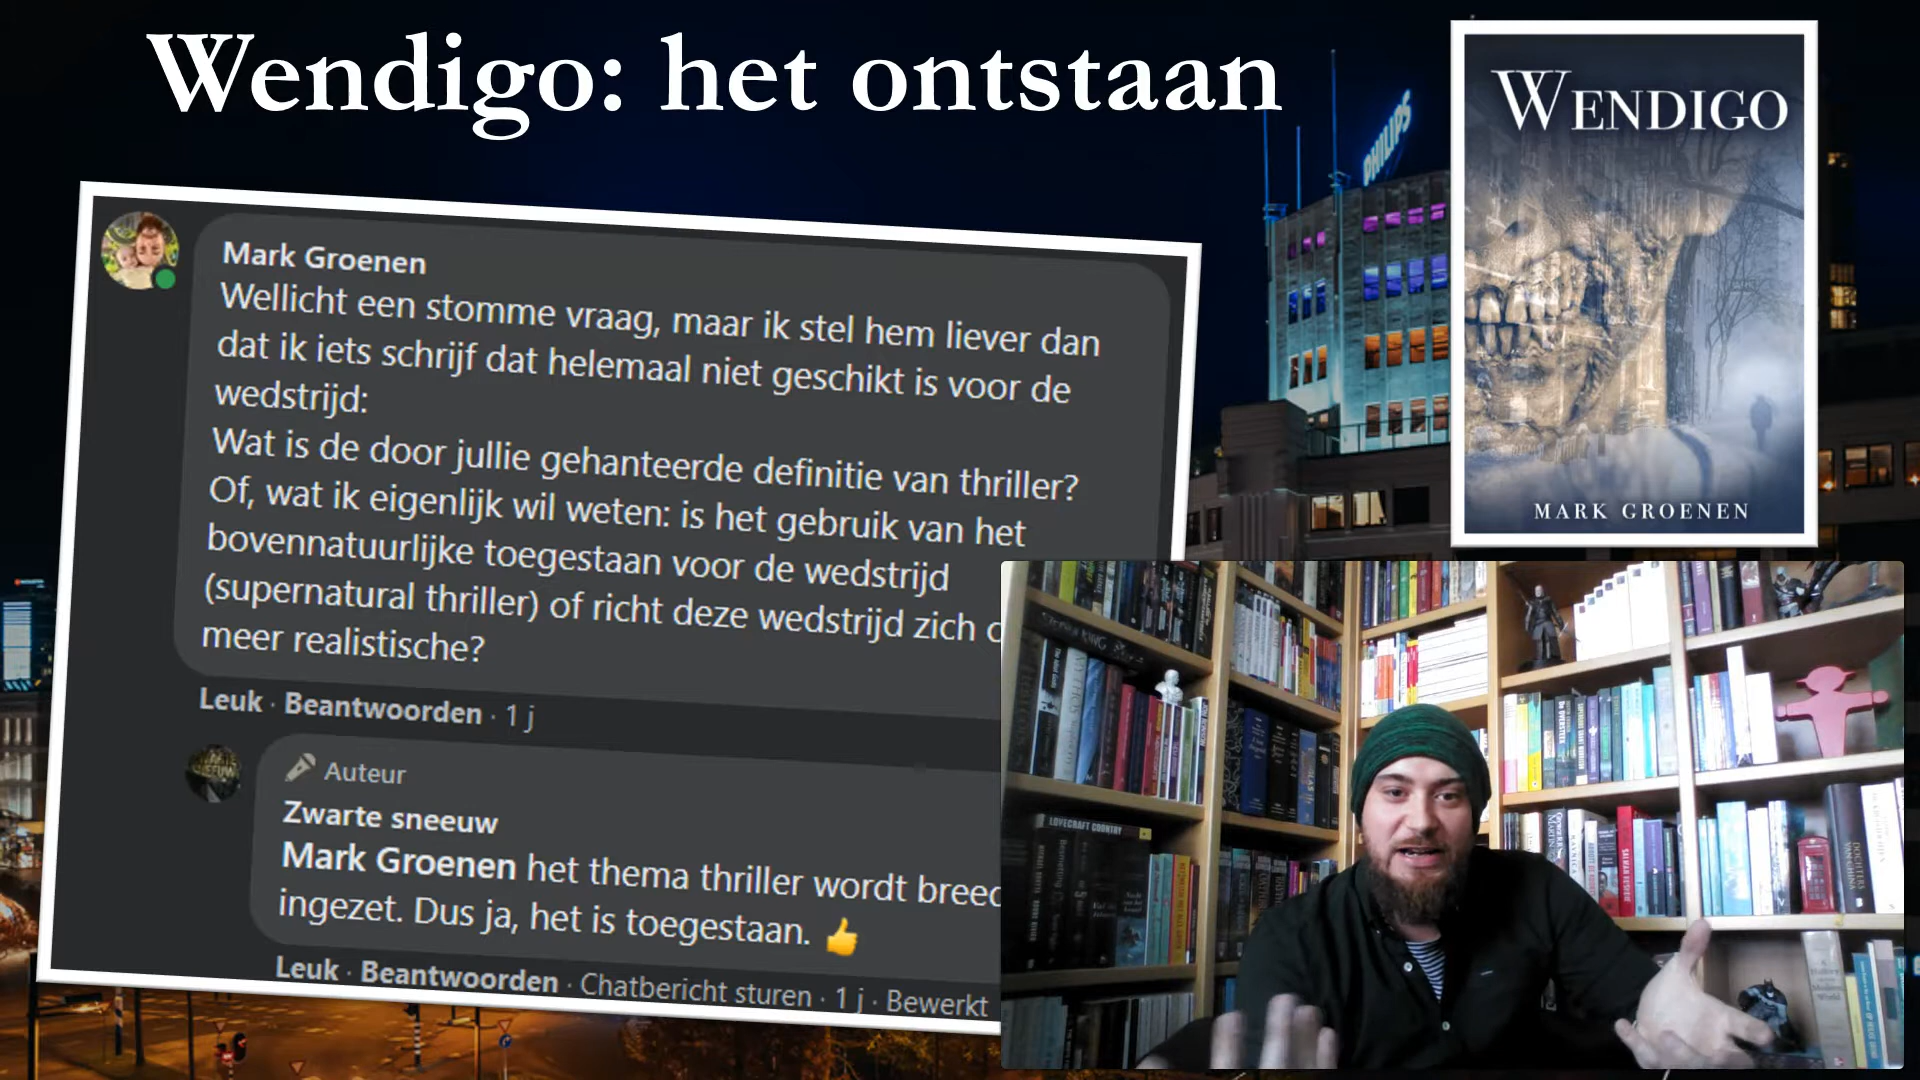 Wendigo: het ontstaan
PHILIPS
WENDIGO
MARK GROENEN
Mark Groenen
Wellicht een stomme vraag, maar ik stel hem liever dan
dat ik iets schrijf dat helemaal niet geschikt is voor de
wedstrijd:
Wat is de door jullie gehanteerde definitie van thriller?
Of, wat ik eigenlijk wil weten: is het gebruik van het
bovennatuurlijke toegestaan voor de wedstrijd
(supernatural thriller) of richt deze wedstrijd zich
meer realistische?
Leuk · Beantwoorden · 1 j
Auteur
Zwarte sneeuw
Mark Groenen het thema thriller wordt breed
ingezet. Dus ja, het is toegestaan. 👍
Leuk · Beantwoorden · Chatbericht sturen · 1 j · Bewerkt
STEPHEN KING
LOVECRAFT COUNTRY